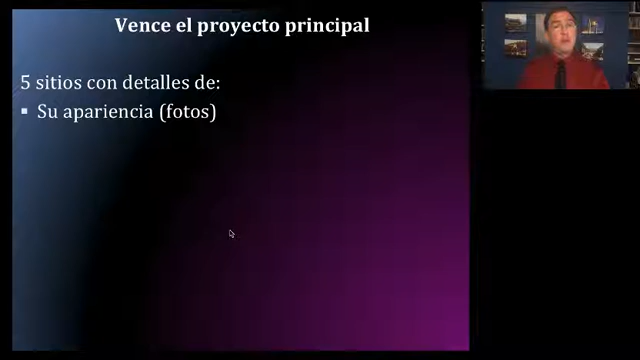 Vence el proyecto principal
5 sitios con detalles de:
▪ Su apariencia (fotos)